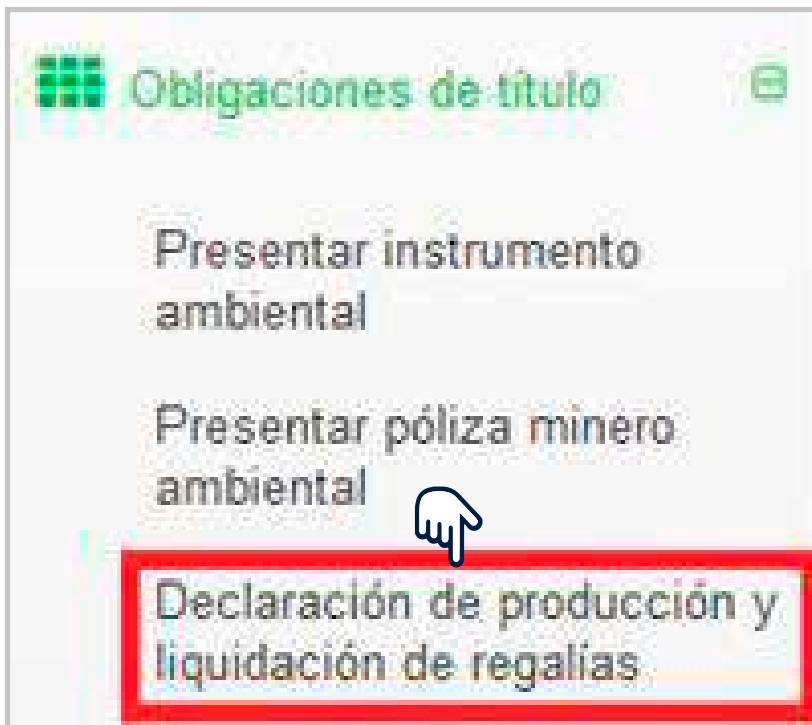 Obligaciones de título
Presentar instrumento
ambiental
Presentar póliza minero
ambiental
Declaración de producción y
liquidación de regalías